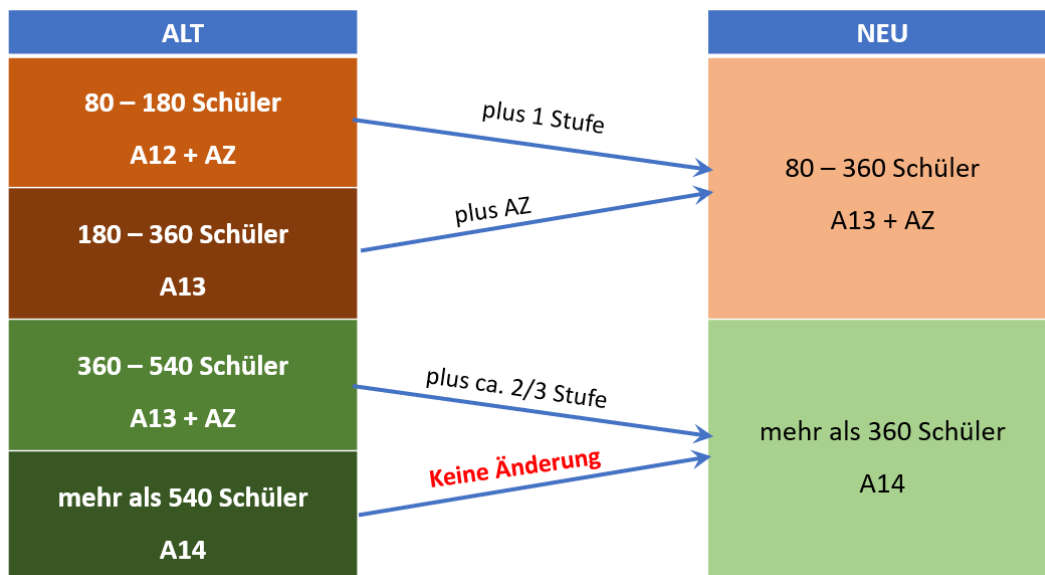 ALT
NEU
80 – 180 Schüler
A12 + AZ
180 – 360 Schüler
A13
360 – 540 Schüler
A13 + AZ
mehr als 540 Schüler
A14
plus 1 Stufe
plus AZ
plus ca. 2/3 Stufe
Keine Änderung
80 – 360 Schüler
A13 + AZ
mehr als 360 Schüler
A14